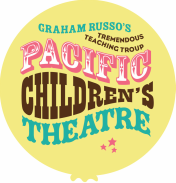 GRAHAM RUSSO'S
TREMENDOUS
TEACHING TROUP
PACIFIC
CHILDREN'S
THEATRE